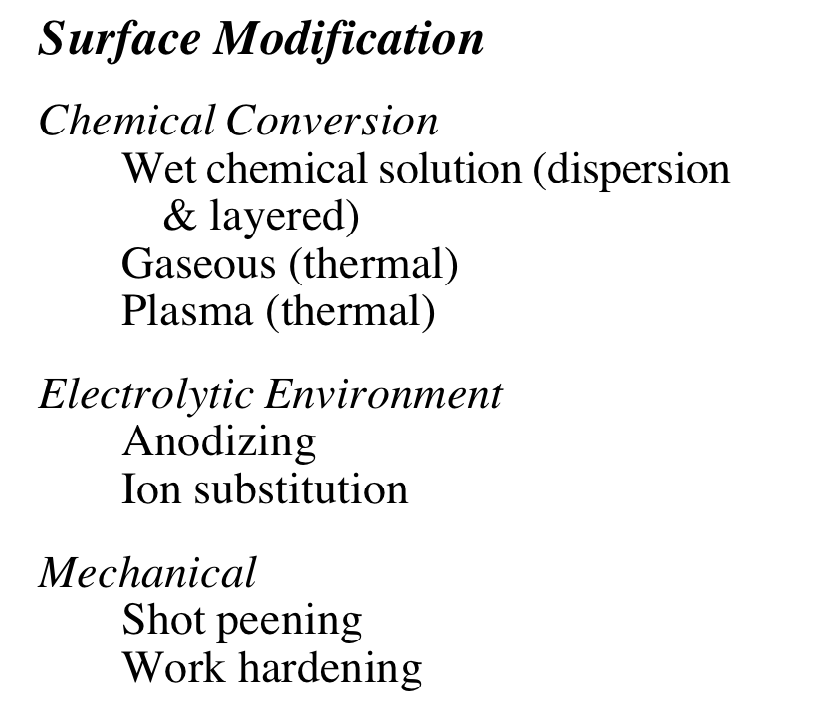 Surface Modification
Chemical Conversion
Wet chemical solution (dispersion
& layered)
Gaseous (thermal)
Plasma (thermal)
Electrolytic Environment
Anodizing
Ion substitution
Mechanical
Shot peening
Work hardening